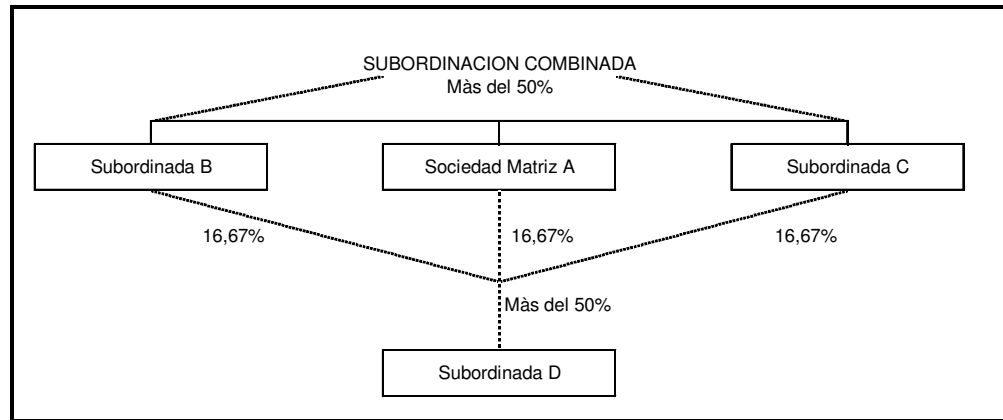 SUBORDINACION COMBINADA
Màs del 50%
Subordinada B
Sociedad Matriz A
Subordinada C
16,67%
16,67%
16,67%
Màs del 50%
Subordinada D